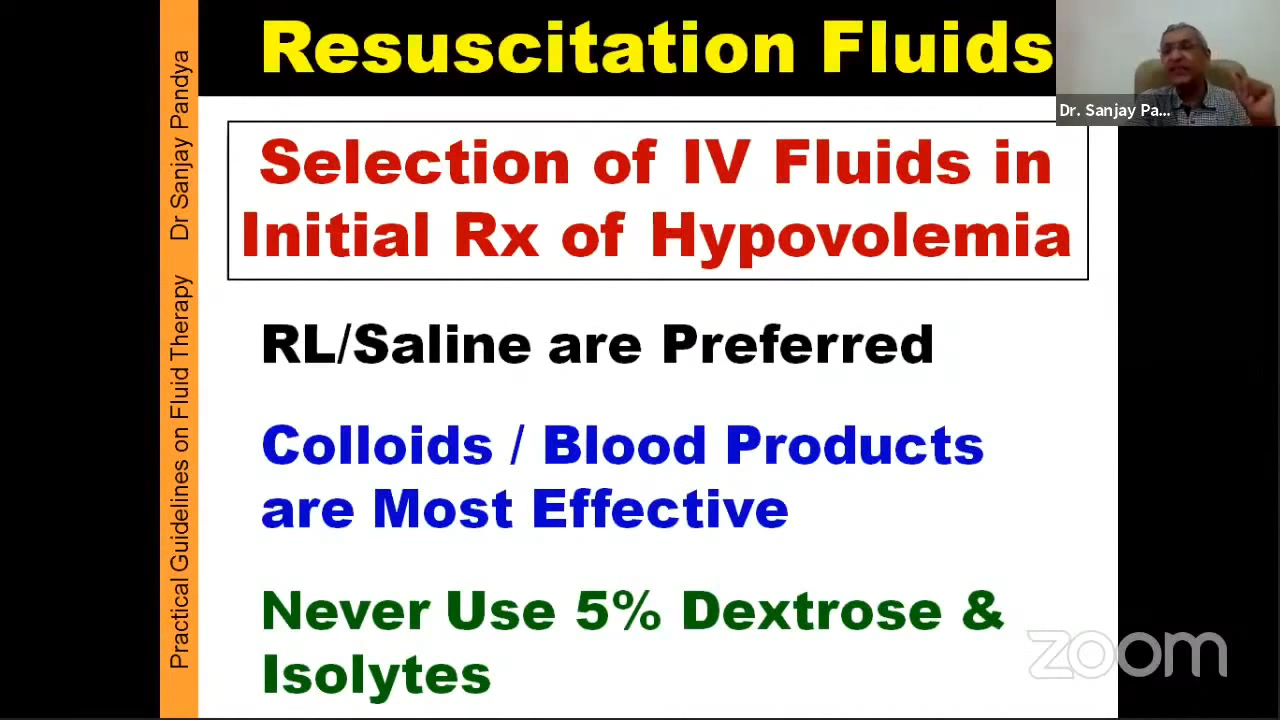 Resuscitation Fluids
Dr. Sanjay Pa...
Selection of IV Fluids in
Initial Rx of Hypovolemia
RL/Saline are Preferred
Colloids / Blood Products
are Most Effective
Never Use 5% Dextrose &
Isolytes
Practical Guidelines on Fluid Therapy Dr Sanjay Pandya
zoom